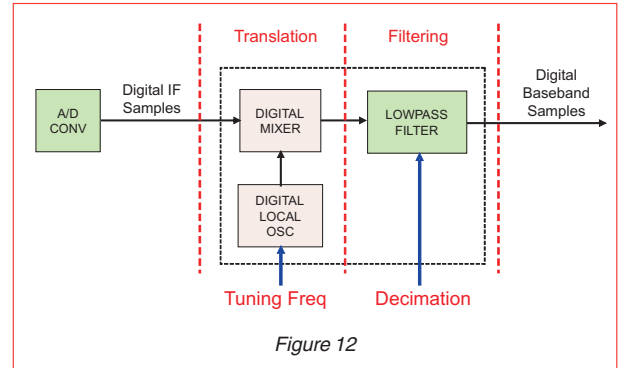 Translation
Filtering
Digital IF
Samples
Digital
Baseband
Samples
A/D
CONV
DIGITAL
MIXER
LOWPASS
FILTER
DIGITAL
LOCAL
OSC
Tuning Freq
Decimation
Figure 12